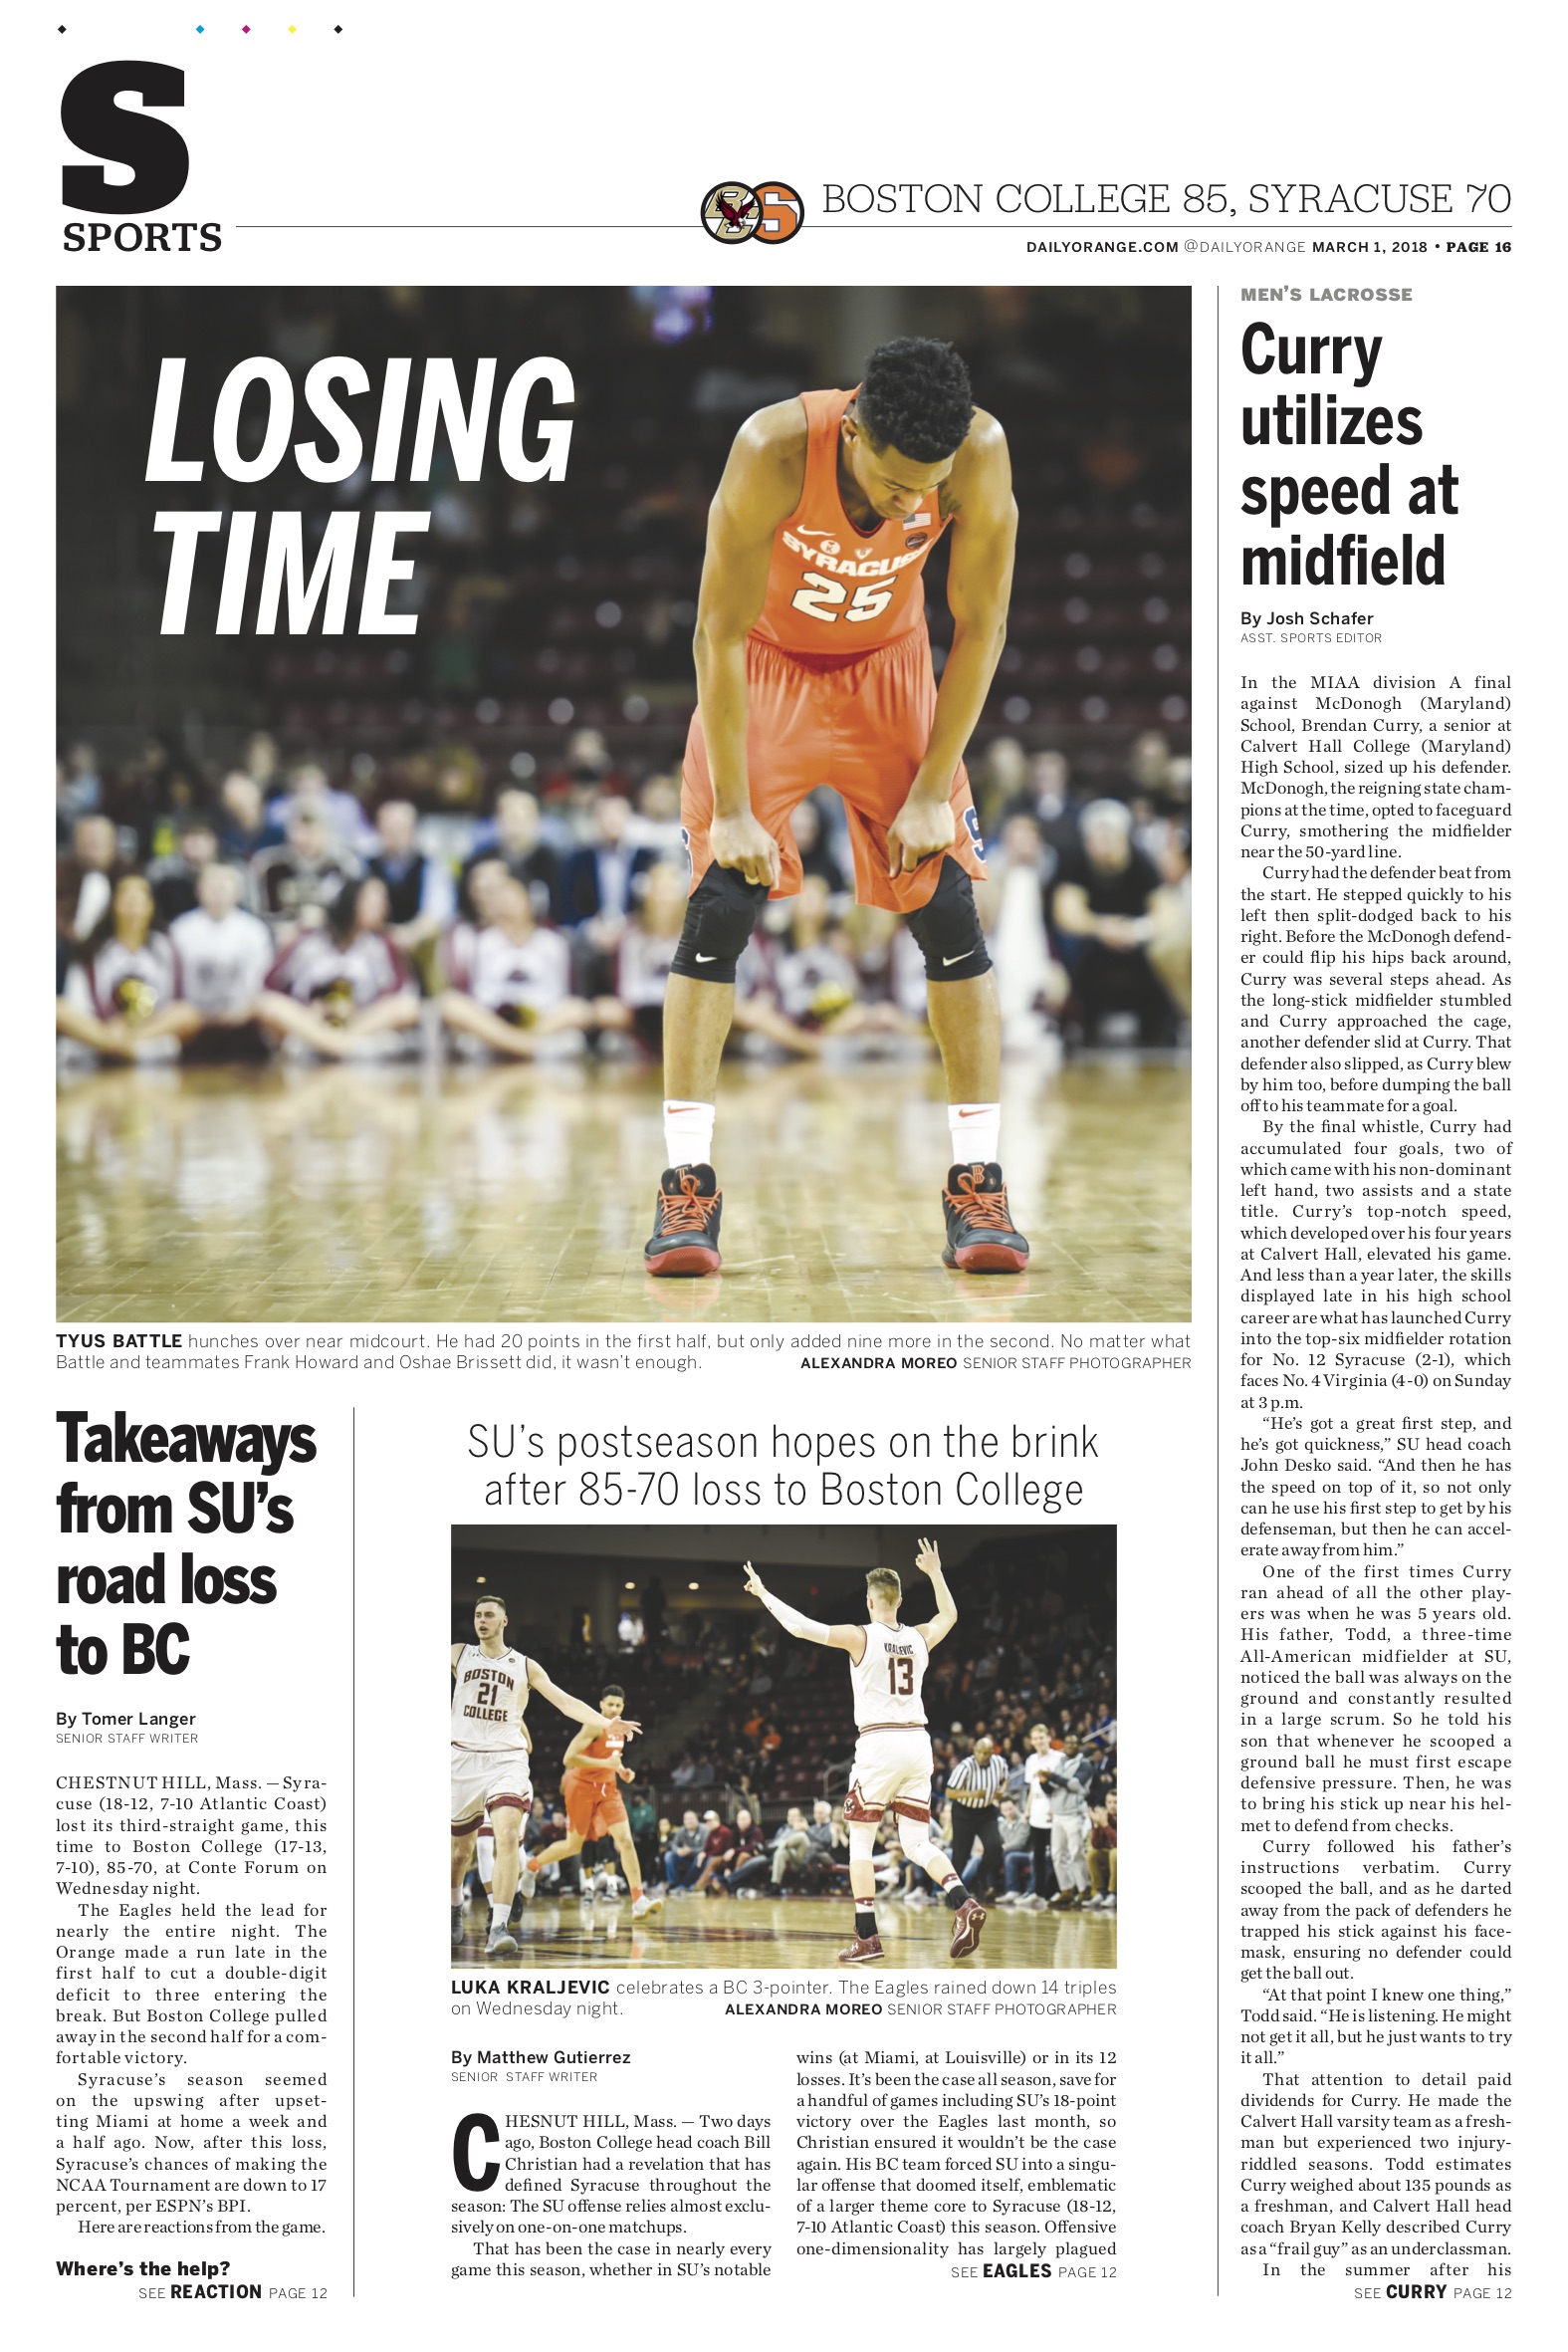 S
SPORTS
BOSTON COLLEGE 85, SYRACUSE 70
DAILYORANGE.COM @DAILYORANGE MARCH 1, 2018 • PAGE 16
LOSING
TIME
SYRACUSE
25
TYUS BATTLE hunches over near midcourt. He had 20 points in the first half, but only added nine more in the second. No matter what
Battle and teammates Frank Howard and Oshae Brissett did, it wasn't enough. ALEXANDRA MOREO SENIOR STAFF PHOTOGRAPHER
Takeaways
from SU's
road loss
to BC
By Tomer Langer
SENIOR STAFF WRITER
CHESTNUT HILL, Mass. — Syra-
cuse (18-12, 7-10 Atlantic Coast)
lost its third-straight game, this
time to Boston College (17-13,
7-10), 85-70, at Conte Forum on
Wednesday night.
The Eagles held the lead for
nearly the entire night. The
Orange made a run late in the
first half to cut a double-digit
deficit to three entering the
break. But Boston College pulled
away in the second half for a com-
fortable victory.
Syracuse's season seemed
on the upswing after upset-
ting Miami at home a week and
a half ago. Now, after this loss,
Syracuse's chances of making the
NCAA Tournament are down to 17
percent, per ESPN's BPI.
Here are reactions from the game.
Where's the help?
SEE REACTION PAGE 12
SU's postseason hopes on the brink
after 85-70 loss to Boston College
BOSTON
21
COLLEGE
KRALJEVIC
13
LUKA KRALJEVIC celebrates a BC 3-pointer. The Eagles rained down 14 triples
on Wednesday night. ALEXANDRA MOREO SENIOR STAFF PHOTOGRAPHER
By Matthew Gutierrez
SENIOR STAFF WRITER
CHESNUT HILL, Mass. — Two days
ago, Boston College head coach Bill
Christian had a revelation that has
defined Syracuse throughout the
season: The SU offense relies almost exclu-
sively on one-on-one matchups.
That has been the case in nearly every
game this season, whether in SU's notable
wins (at Miami, at Louisville) or in its 12
losses. It's been the case all season, save for
a handful of games including SU's 18-point
victory over the Eagles last month, so
Christian ensured it wouldn't be the case
again. His BC team forced SU into a singu-
lar offense that doomed itself, emblematic
of a larger theme core to Syracuse (18-12,
7-10 Atlantic Coast) this season. Offensive
one-dimensionality has largely plagued
SEE EAGLES PAGE 12
MEN'S LACROSSE
Curry
utilizes
speed at
midfield
By Josh Schafer
ASST. SPORTS EDITOR
In the MIAA division A final
against McDonogh (Maryland)
School, Brendan Curry, a senior at
Calvert Hall College (Maryland)
High School, sized up his defender.
McDonogh, the reigning state cham-
pions at the time, opted to faceguard
Curry, smothering the midfielder
near the 50-yard line.
Curry had the defender beat from
the start. He stepped quickly to his
left then split-dodged back to his
right. Before the McDonogh defend-
er could flip his hips back around,
Curry was several steps ahead. As
the long-stick midfielder stumbled
and Curry approached the cage,
another defender slid at Curry. That
defender also slipped, as Curry blew
by him too, before dumping the ball
off to his teammate for a goal.
By the final whistle, Curry had
accumulated four goals, two of
which came with his non-dominant
left hand, two assists and a state
title. Curry's top-notch speed,
which developed over his four years
at Calvert Hall, elevated his game.
And less than a year later, the skills
displayed late in his high school
career are what has launched Curry
into the top-six midfielder rotation
for No. 12 Syracuse (2-1), which
faces No. 4 Virginia (4-0) on Sunday
at 3 p.m.
“He's got a great first step, and
he's got quickness,” SU head coach
John Desko said. “And then he has
the speed on top of it, so not only
can he use his first step to get by his
defenseman, but then he can accel-
erate away from him.”
One of the first times Curry
ran ahead of all the other play-
ers was when he was 5 years old.
His father, Todd, a three-time
All-American midfielder at SU,
noticed the ball was always on the
ground and constantly resulted
in a large scrum. So he told his
son that whenever he scooped a
ground ball he must first escape
defensive pressure. Then, he was
to bring his stick up near his hel-
met to defend from checks.
Curry followed his father's
instructions verbatim. Curry
scooped the ball, and as he darted
away from the pack of defenders he
trapped his stick against his face-
mask, ensuring no defender could
get the ball out.
“At that point I knew one thing,”
Todd said. “He is listening. He might
not get it all, but he just wants to try
it all.”
That attention to detail paid
dividends for Curry. He made the
Calvert Hall varsity team as a fresh-
man but experienced two injury-
riddled seasons. Todd estimates
Curry weighed about 135 pounds as
a freshman, and Calvert Hall head
coach Bryan Kelly described Curry
as a “frail guy” as an underclassman.
In the summer after his
SEE CURRY PAGE 12